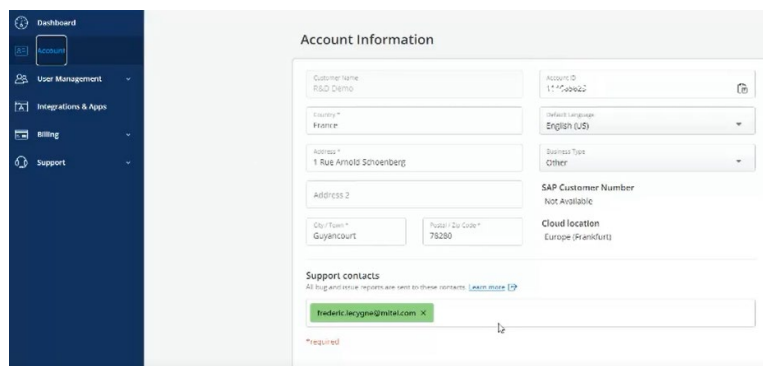 Dashboard
Account
User Management
Integrations & Apps
Billing
Support
Account Information
Customer Name
R&D Demo
Account ID
Country *
France
Default Language
English (US)
Address *
1 Rue Arnold Schoenberg
Business Type
Other
Address 2
SAP Customer Number
Not Available
City / Town *
Guyancourt
Postal / Zip Code *
78280
Cloud location
Europe (Frankfurt)
Support contacts
All bug and issue reports are sent to these contacts. Learn more
frederic.lecygne@mitel.com ×
*required